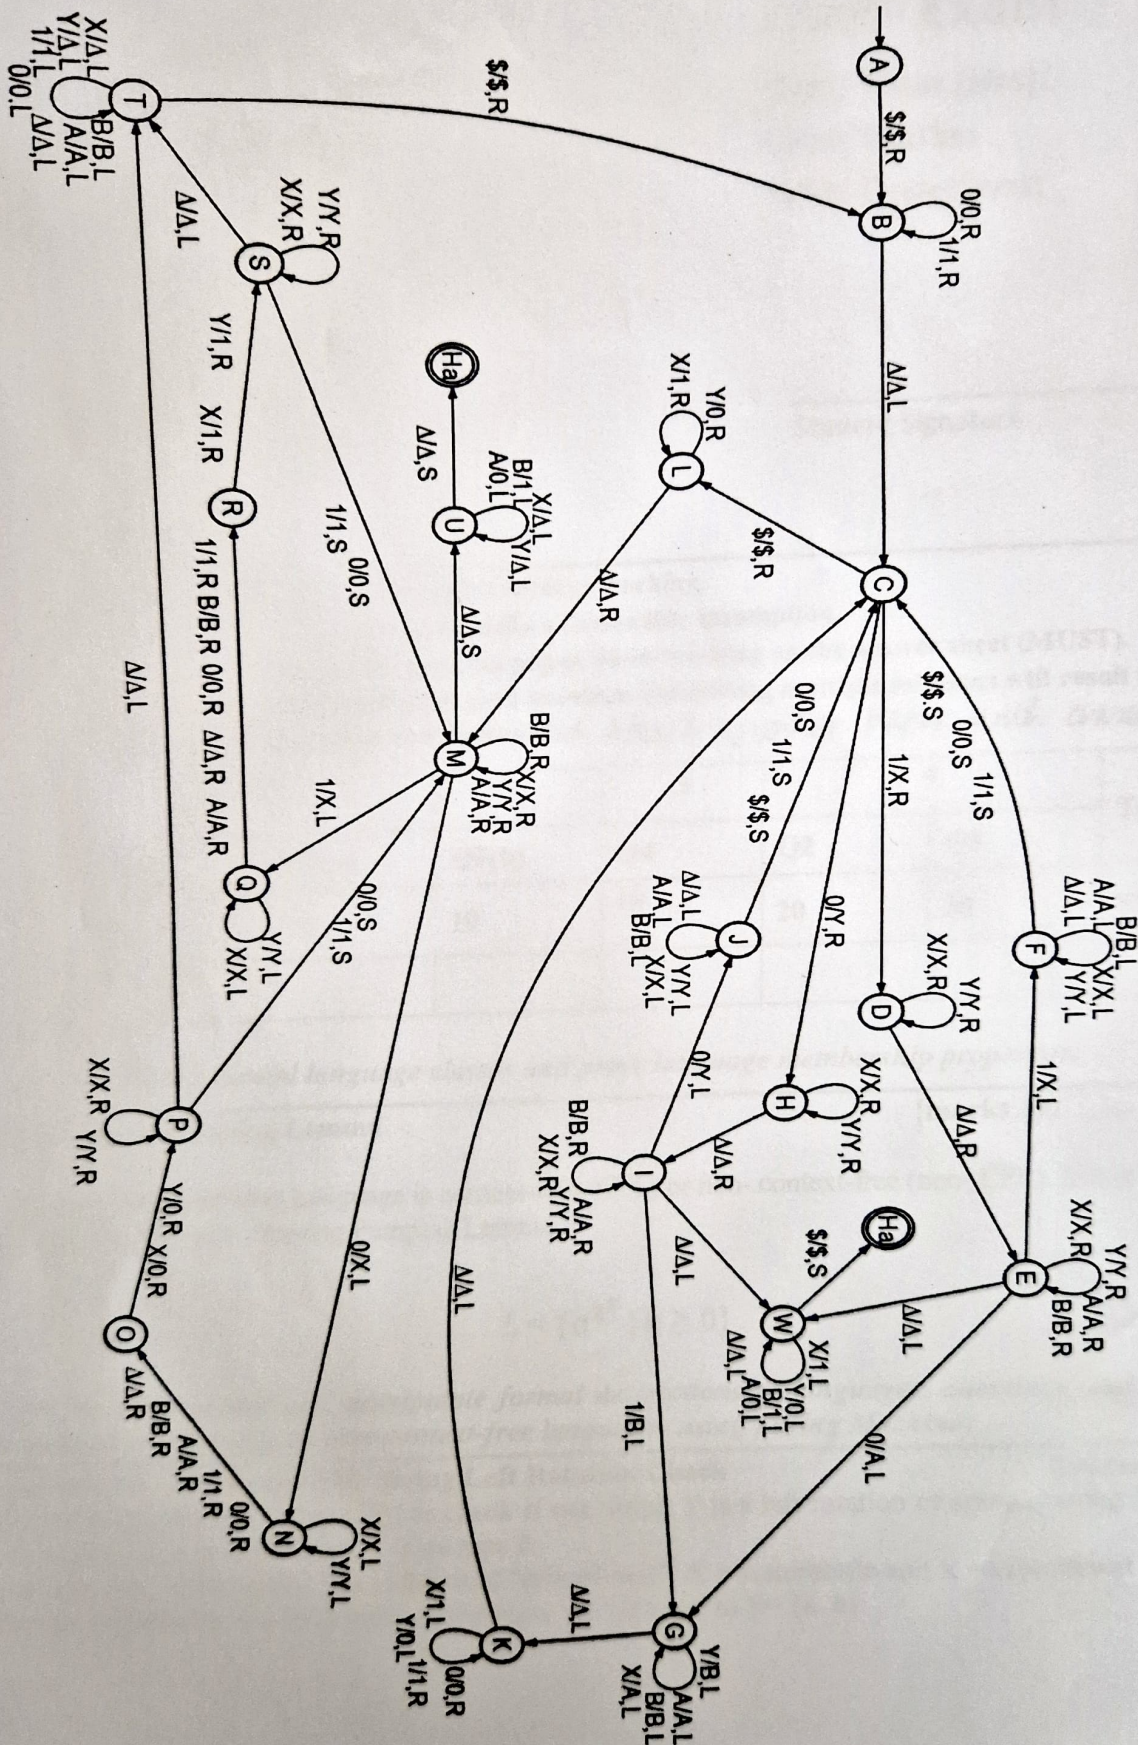 A
$/$,R
B
0/0,R
1/1,R
Δ/Δ,L
C
$/$,S
0/0,S
1/1,S
F
B/B,L
A/A,L
X/X,L
Δ/Δ,L
Y/Y,L
1/X,L
E
Y/Y,R
X/X,R
A/A,R
B/B,R
1/X,R
D
Y/Y,R
X/X,R
Δ/Δ,R
0/Y,R
H
X/X,R
Y/Y,R
Δ/Δ,R
0/0,S
1/1,S
$/$,S
J
Δ/Δ,L
A/A,L
B/B,L
Y/Y,L
X/X,L
0/Y,L
I
B/B,R
X/X,R
Y/Y,R
A/A,R
Δ/Δ,L
Ha
$/$,S
W
X/1,L
Y/0,L
B/1,L
A/0,L
Δ/Δ,L
Δ/Δ,L
0/A,L
1/B,L
G
Y/B,L
A/A,L
B/B,L
X/A,L
Δ/Δ,L
K
X/1,L
Y/0,L
1/1,R
0/0,R
Δ/Δ,L
$/$,R
L
Y/0,R
X/1,R
Δ/Δ,R
M
B/B,R
X/X,R
Y/Y,R
A/A,R
Δ/Δ,S
U
X/Δ,L
B/1,L
A/0,L
Y/Δ,L
Δ/Δ,S
Ha
1/X,L
Q
Y/Y,L
X/X,L
1/1,R B/B,R 0/0,R Δ/Δ,R A/A,R
R
Y/1,R X/1,R
S
Y/Y,R
X/X,R
1/1,S 0/0,S
Δ/Δ,L
T
X/Δ,L
Y/Δ,L
1/1,L
0/0,L
B/B,L
A/A,L
Δ/Δ,L
$/$,R
0/X,L
N
X/X,L
Y/Y,L
0/0,R
1/1,R
A/A,R
B/B,R
Δ/Δ,R
O
Y/0,R X/0,R
P
X/X,R
Y/Y,R
0/0,S
1/1,S
Δ/Δ,L